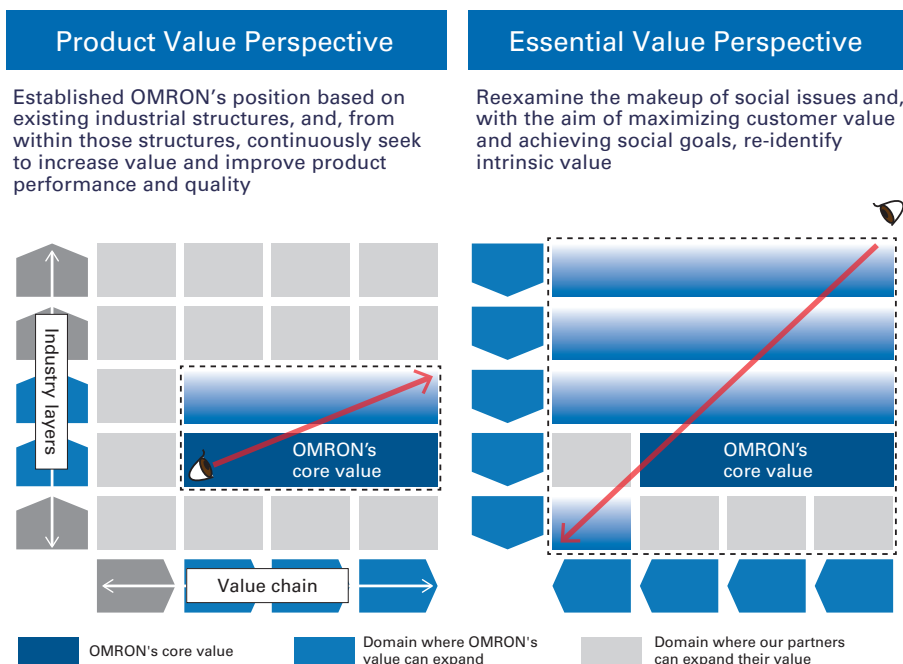 Product Value Perspective
Established OMRON's position based on
existing industrial structures, and, from
within those structures, continuously seek
to increase value and improve product
performance and quality
Industry layers
OMRON's
core value
Value chain
Essential Value Perspective
Reexamine the makeup of social issues and,
with the aim of maximizing customer value
and achieving social goals, re-identify
intrinsic value
OMRON's
core value
OMRON's core value
Domain where OMRON's
value can expand
Domain where our partners
can expand their value